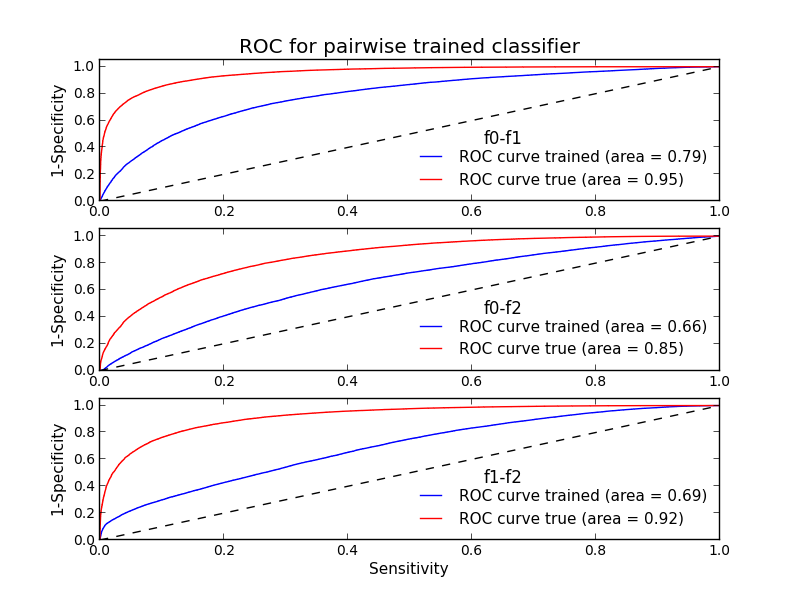 ROC for pairwise trained classifier
1.0
0.8
0.6
0.4
0.2
0.0
1-Specificity
f0-f1
ROC curve trained (area = 0.79)
ROC curve true (area = 0.95)
0.0 0.2 0.4 0.6 0.8 1.0
1.0
0.8
0.6
0.4
0.2
0.0
1-Specificity
f0-f2
ROC curve trained (area = 0.66)
ROC curve true (area = 0.85)
0.0 0.2 0.4 0.6 0.8 1.0
1.0
0.8
0.6
0.4
0.2
0.0
1-Specificity
f1-f2
ROC curve trained (area = 0.69)
ROC curve true (area = 0.92)
0.0 0.2 0.4 0.6 0.8 1.0
Sensitivity